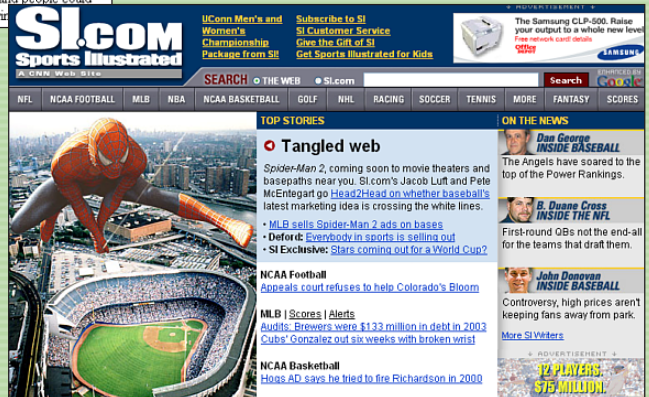 and people could
SI.COM
Sports Illustrated
A CNN Web Site
UConn Men's and
Women's
Championship
Package from SI!
Subscribe to SI
SI Customer Service
Give the Gift of SI
Get Sports Illustrated for Kids
ADVERTISEMENT
The Samsung CLP-500. Raise
your output to a whole new level
Free network card! details
Office
DEPOT
SAMSUNG
SEARCH THE WEB SI.com Search
ENHANCED BY
Google
NFL NCAA FOOTBALL MLB NBA NCAA BASKETBALL GOLF NHL RACING SOCCER TENNIS MORE FANTASY SCORES
TOP STORIES
Tangled web
Spider-Man 2, coming soon to movie theaters and
basepaths near you. SI.com's Jacob Luft and Pete
McEntegart go Head2Head on whether baseball's
latest marketing idea is crossing the white lines.
• MLB sells Spider-Man 2 ads on bases
• Deford: Everybody in sports is selling out
• SI Exclusive: Stars coming out for a World Cup?
NCAA Football
Appeals court refuses to help Colorado's Bloom
MLB | Scores | Alerts
Audits: Brewers were $133 million in debt in 2003
Cubs' Gonzalez out six weeks with broken wrist
NCAA Basketball
Hogs AD says he tried to fire Richardson in 2000
ON THE NEWS
Dan George
INSIDE BASEBALL
The Angels have soared to the
top of the Power Rankings.
B. Duane Cross
INSIDE THE NFL
First-round QBs not the end-all
for the teams that draft them.
John Donovan
INSIDE BASEBALL
Controversy, high prices aren't
keeping fans away from park.
More SI Writers
ADVERTISEMENT
12 PLAYERS.
$75 MILLION.